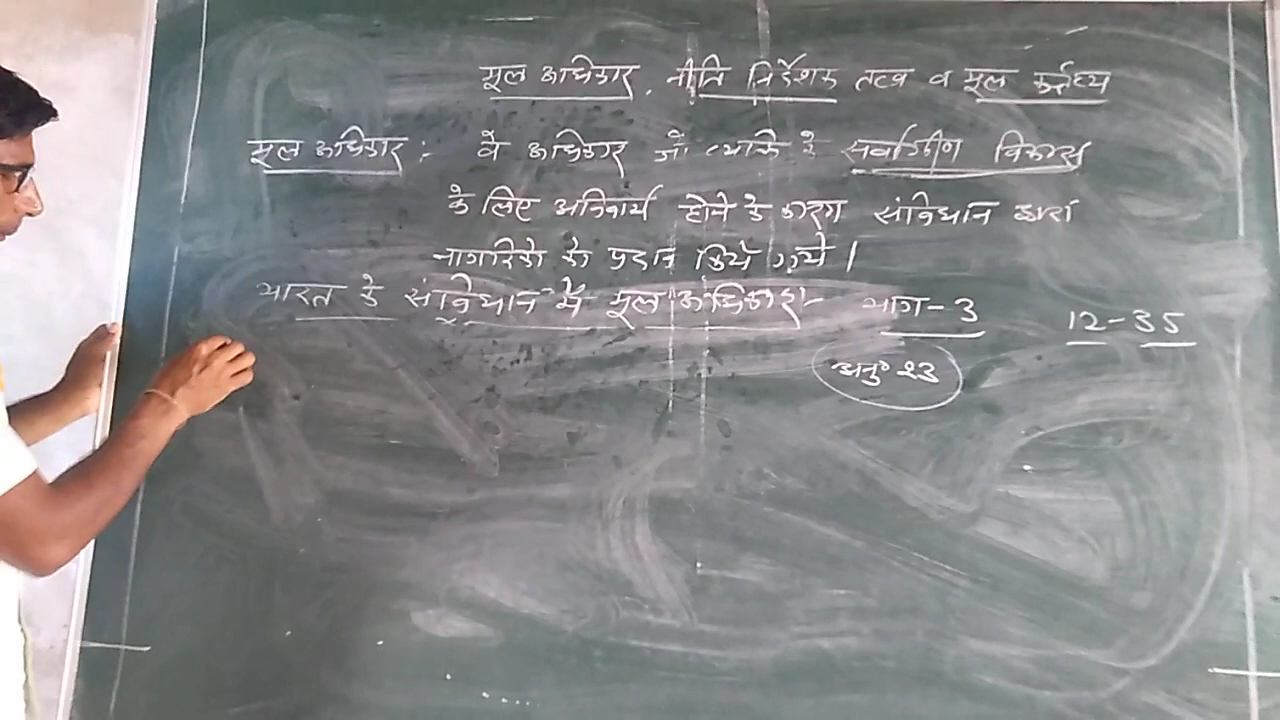 मूल अधिकार, नीति निर्देशक तत्व व मूल कर्तव्य
मूल अधिकार : वे अधिकार जो व्यक्ति के सर्वागीण विकास
के लिए अनिवार्य होने के कारण संविधान द्वारा
नागरिको को प्रदान किये गये।
भारत के संविधान में मूल अधिकार - भाग-3 12-35
अनु० 23